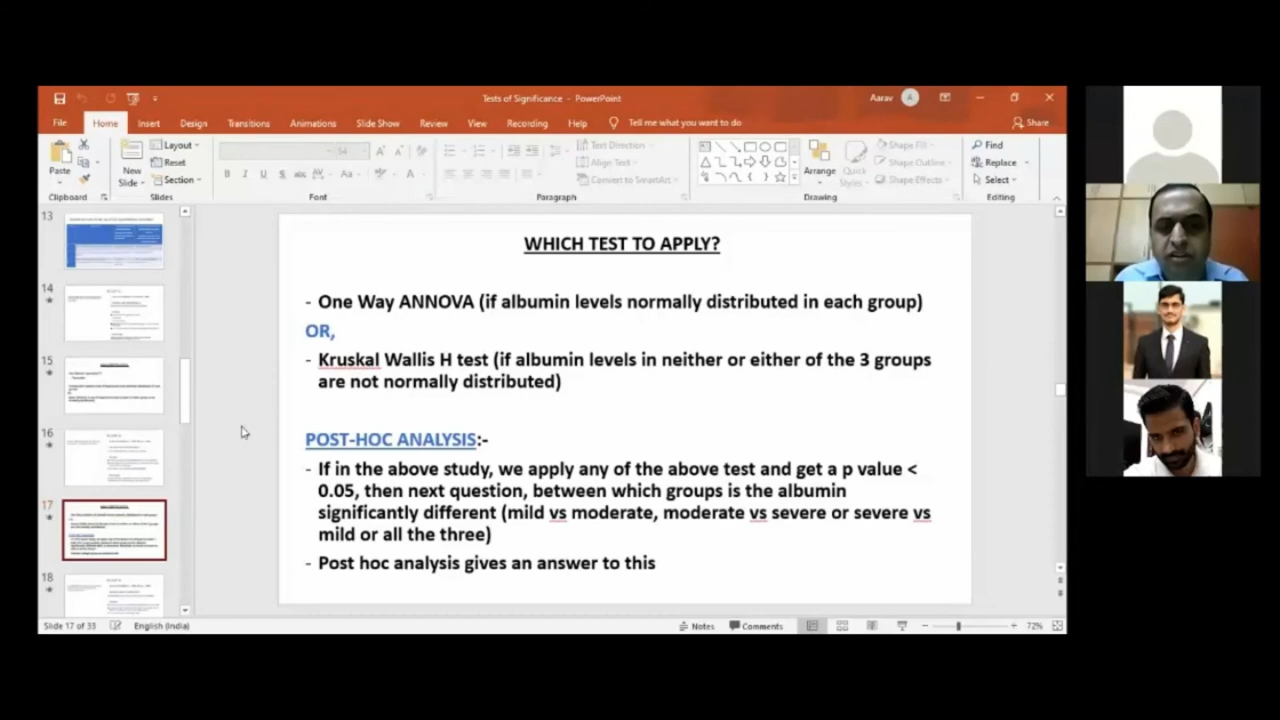 Tests of Significance - PowerPoint
Aarav
A
File Home Insert Design Transitions Animations Slide Show Review View Recording Help Tell me what you want to do
Share
Paste
Clipboard
New
Slide
Layout
Reset
Section
Slides
Font
Text Direction
Align Text
Convert to SmartArt
Paragraph
Arrange
Quick
Styles
Shape Fill
Shape Outline
Shape Effects
Drawing
Find
Replace
Select
Editing
13
14
15
16
17
18
WHICH TEST TO APPLY?
- One Way ANNOVA (if albumin levels normally distributed in each group)
OR,
- Kruskal Wallis H test (if albumin levels in neither or either of the 3 groups
are not normally distributed)
POST-HOC ANALYSIS:-
- If in the above study, we apply any of the above test and get a p value <
0.05, then next question, between which groups is the albumin
significantly different (mild vs moderate, moderate vs severe or severe vs
mild or all the three)
- Post hoc analysis gives an answer to this
Slide 17 of 33 English (India) Notes Comments 72%